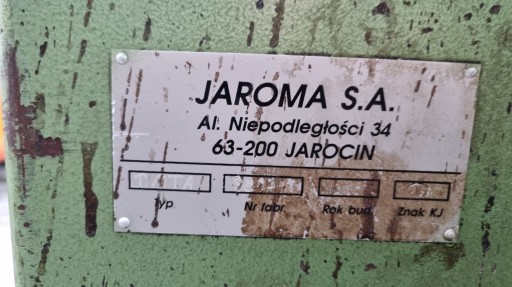 JAROMA S.A.
Al. Niepodległości 34
63-200 JAROCIN
Typ Nr fabr Rok bud. Znak KJ